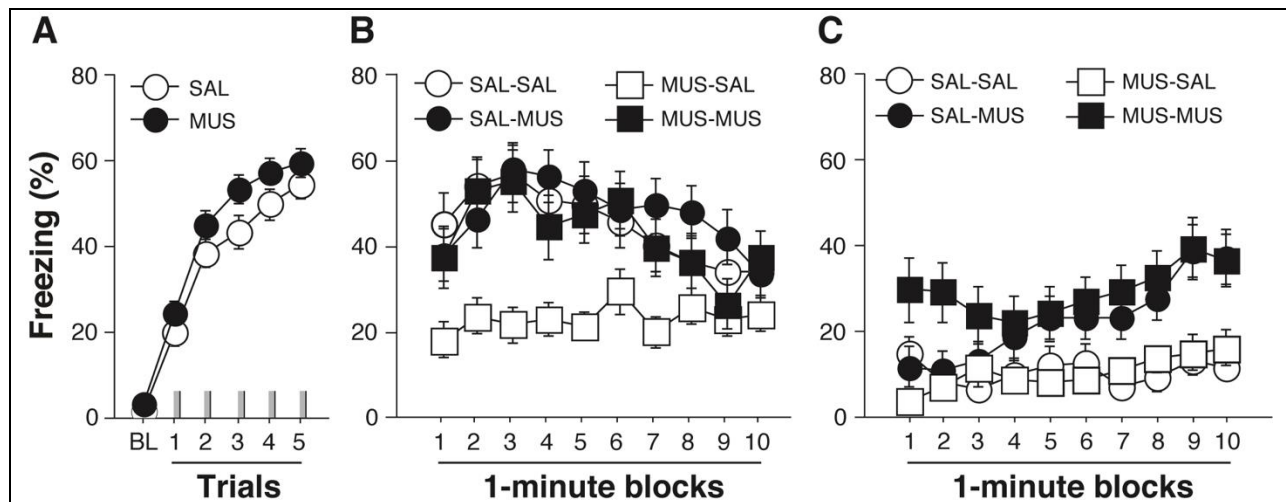 A
B
C
80
60
40
20
0
Freezing (%)
SAL
MUS
BL 1 2 3 4 5
Trials
80
60
40
20
0
SAL-SAL
SAL-MUS
MUS-SAL
MUS-MUS
1 2 3 4 5 6 7 8 9 10
1-minute blocks
80
60
40
20
0
SAL-SAL
SAL-MUS
MUS-SAL
MUS-MUS
1 2 3 4 5 6 7 8 9 10
1-minute blocks